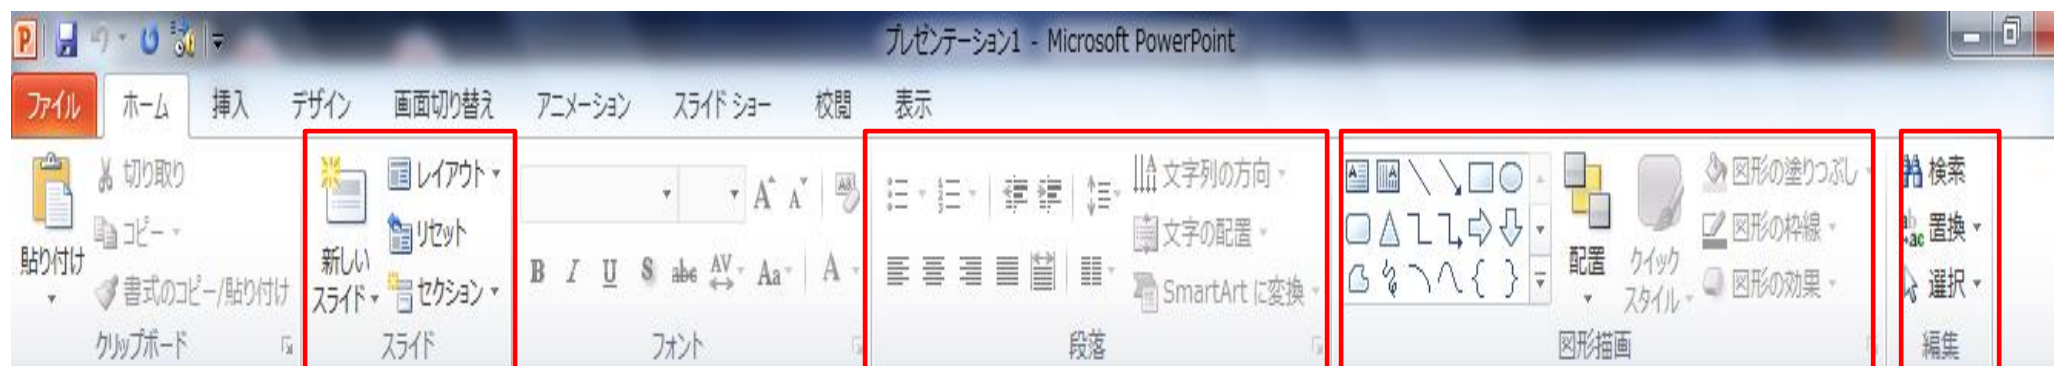 プレゼンテーション1 - Microsoft PowerPoint
ファイル ホーム 挿入 デザイン 画面切り替え アニメーション スライド ショー 校閲 表示
貼り付け
切り取り
コピー
書式のコピー/貼り付け
クリップボード
新しい
スライド
レイアウト
リセット
セクション
スライド
A A Aa
B I U S abc AV Aa A
フォント
文字列の方向
文字の配置
SmartArt に変換
段落
配置
クイック
スタイル
図形の塗りつぶし
図形の枠線
図形の効果
図形描画
検索
置換
選択
編集